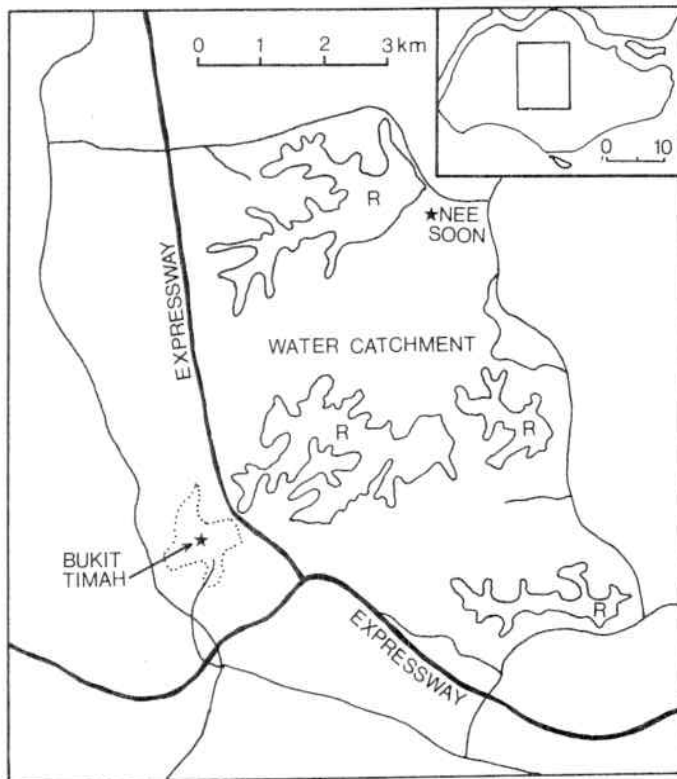 0 1 2 3 km
0 10
R
★NEE
SOON
EXPRESSWAY
WATER CATCHMENT
R
R
BUKIT
TIMAH
R
EXPRESSWAY